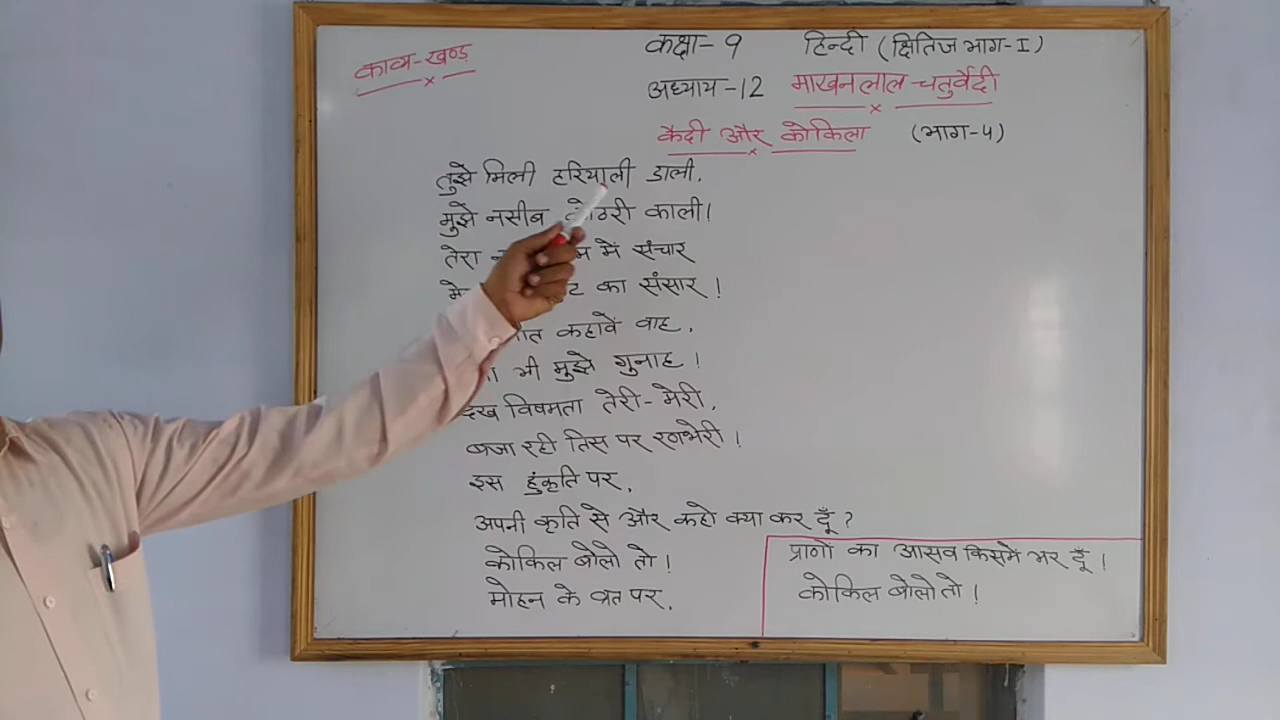 काव्य-खण्ड
कक्षा-9 हिन्दी (क्षितिज भाग-I)
अध्याय-12 माखनलाल चतुर्वेदी
कैदी और कोकिला (भाग-५)
तुझे मिली हरियाली डाली,
मुझे नसीब कोठरी काली।
तेरा में संचार
का संसार!
कहावें वाह,
भी मुझे गुनाह!
देख विषमता तेरी-मेरी,
बजा रही तिस पर रणभेरी!
इस हुंकृति पर,
अपनी कृति से और कहो क्या कर दूँ?
कोकिल बोलो तो!
मोहन के व्रत पर,
प्राणों का आसव किसमें भर दूँ।
कोकिल बोलो तो!